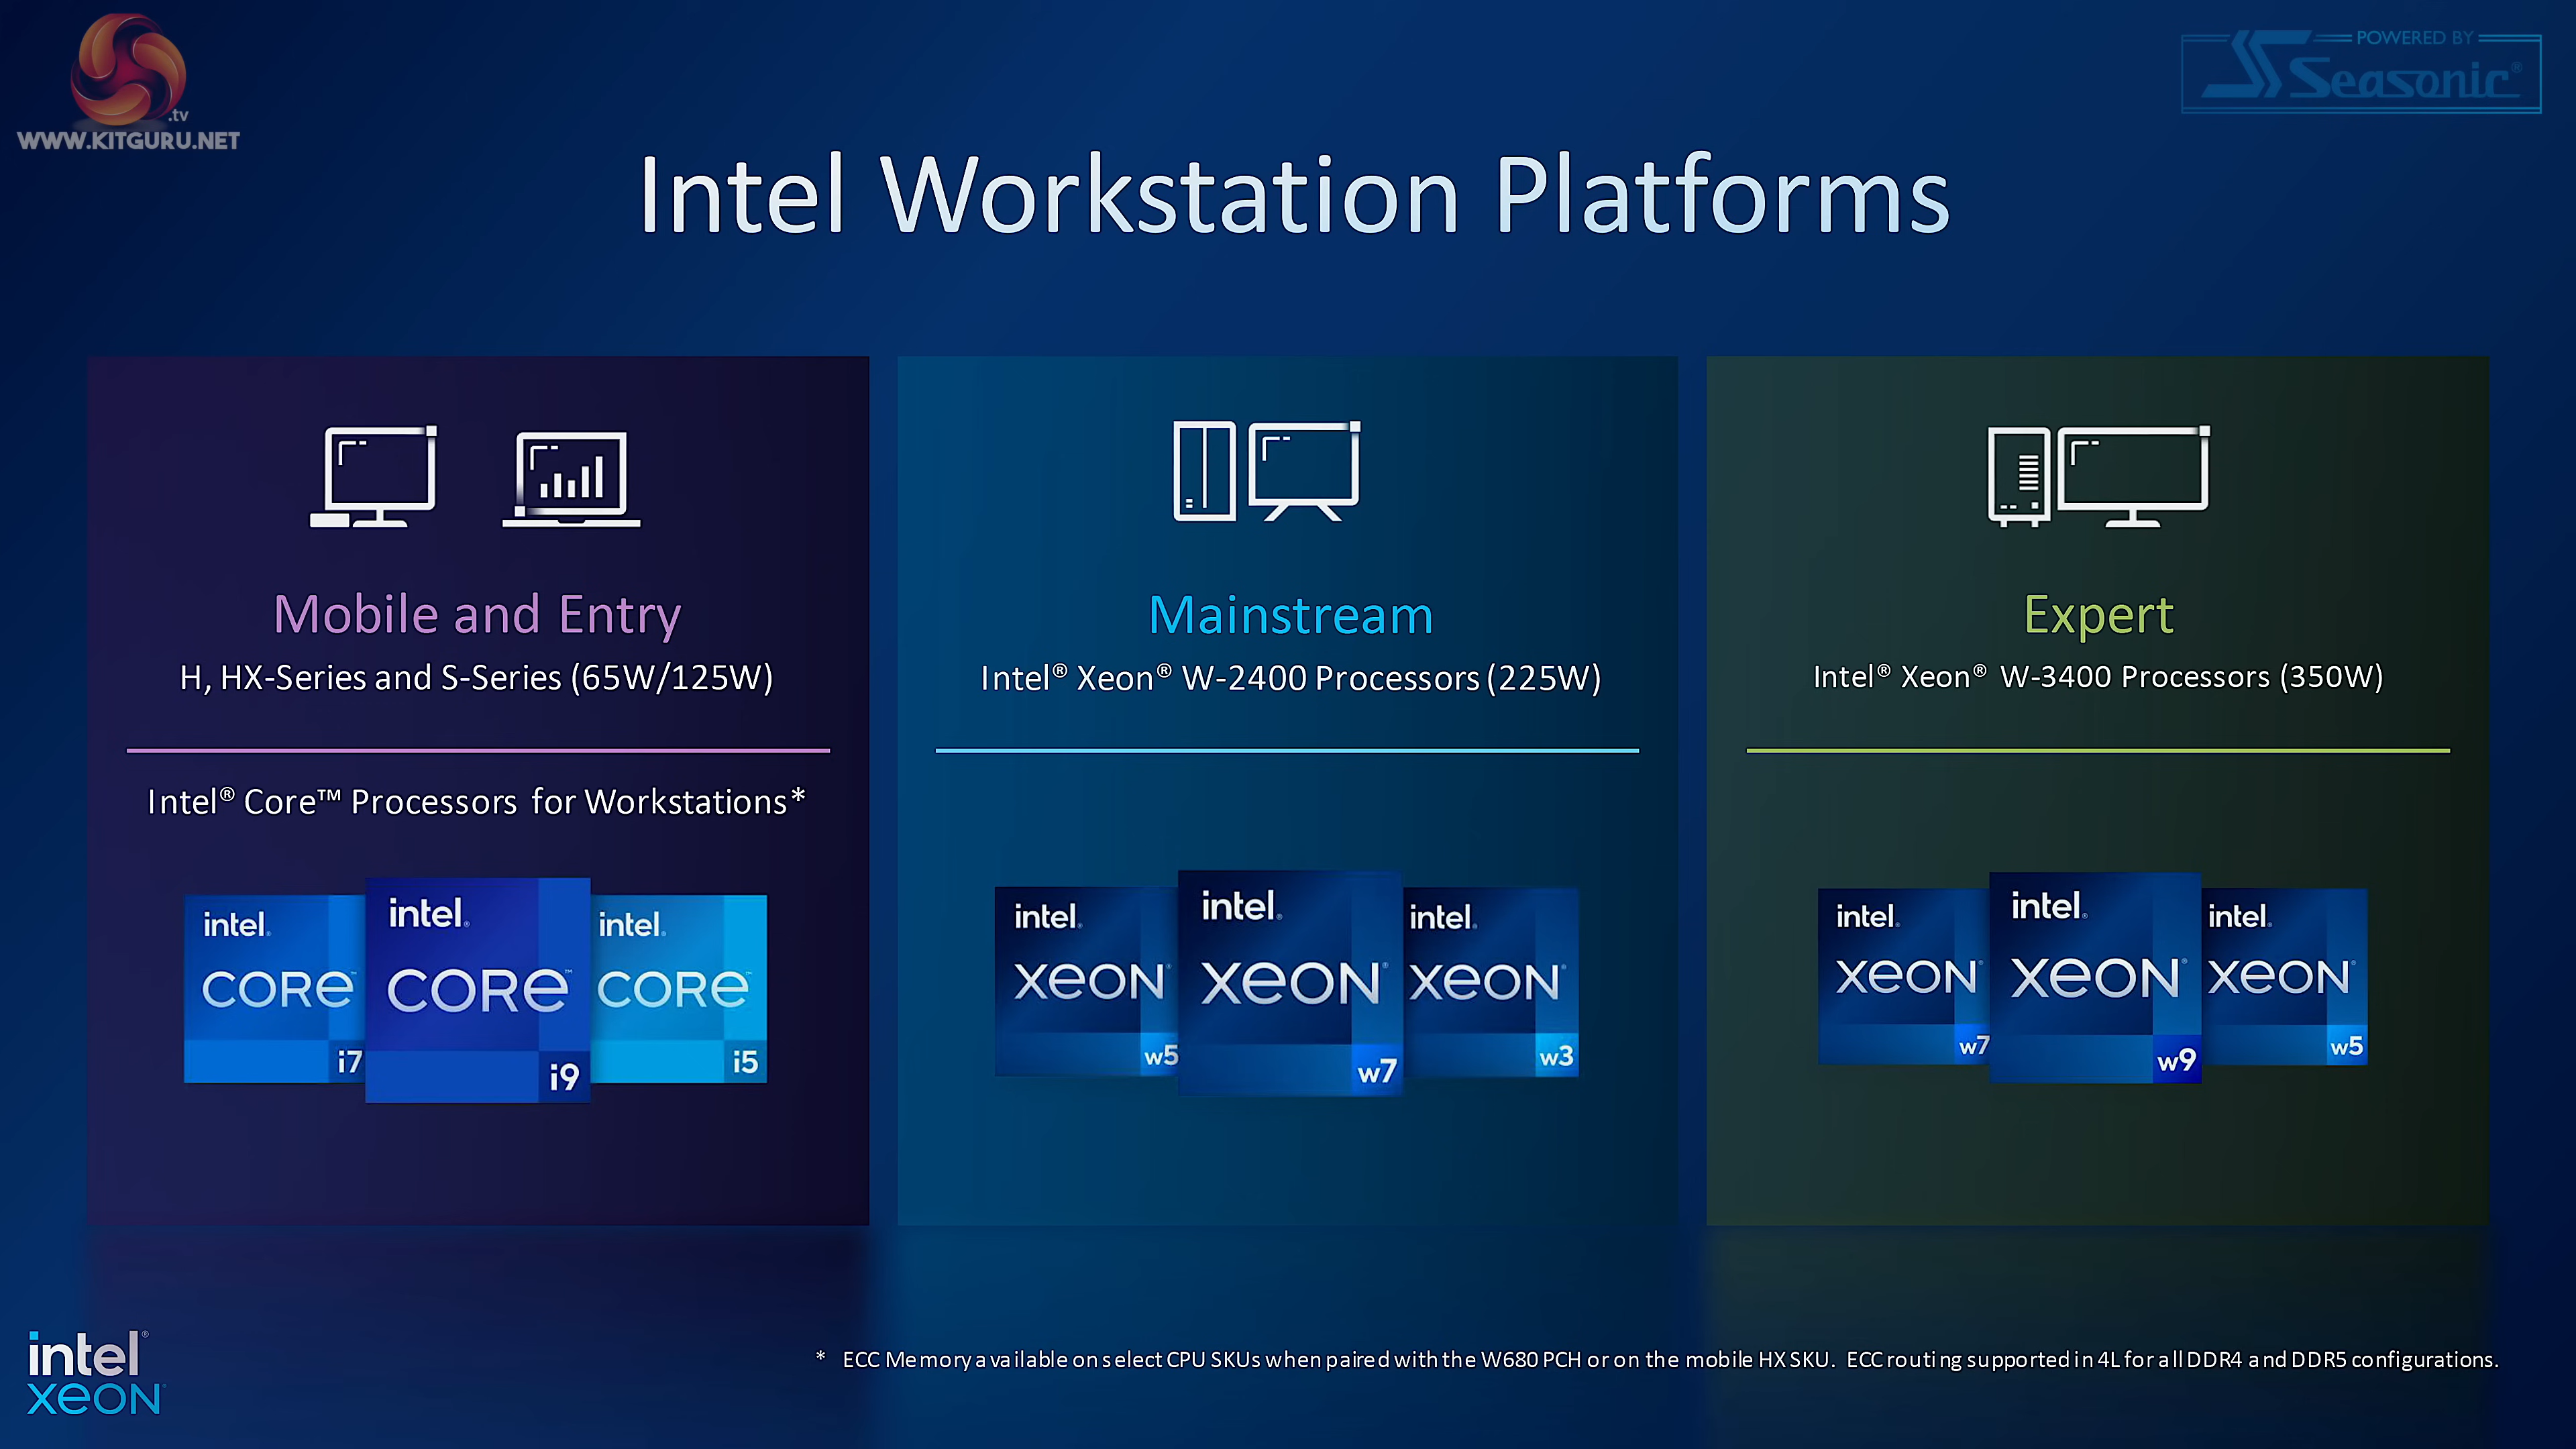 .tv
WWW.KITGURU.NET
POWERED BY
Seasonic®
Intel Workstation Platforms
Mobile and Entry
H, HX-Series and S-Series (65W/125W)
Intel® Core™ Processors for Workstations*
intel®
CORE™
i7
intel®
CORE™
i9
intel®
CORE™
i5
Mainstream
Intel® Xeon® W-2400 Processors (225W)
intel®
XEON®
w5
intel®
XEON®
w7
intel®
XEON®
w3
Expert
Intel® Xeon® W-3400 Processors (350W)
intel®
XEON®
w7
intel®
XEON®
w9
intel®
XEON®
w5
intel®
XEON®
* ECC Memory available on select CPU SKUs when paired with the W680 PCH or on the mobile HX SKU. ECC routing supported in 4L for all DDR4 and DDR5 configurations.